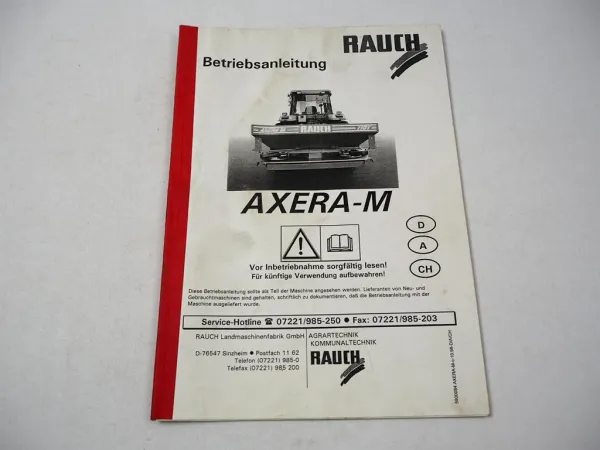 RAUCH
Betriebsanleitung
AXERA-M RAUCH 1101
AXERA-M
D
A
CH
Vor Inbetriebnahme sorgfältig lesen!
Für künftige Verwendung aufbewahren!
Diese Betriebsanleitung sollte als Teil der Maschine angesehen werden. Lieferanten von Neu- und
Gebrauchtmaschinen sind gehalten, schriftlich zu dokumentieren, daß die Betriebsanleitung mit der
Maschine ausgeliefert wurde.
Service-Hotline ☎ 07221/985-250 ● Fax: 07221/985-203
RAUCH Landmaschinenfabrik GmbH
D-76547 Sinzheim ● Postfach 11 62
Telefon (07221) 985-0
Telefax (07221) 985 200
AGRARTECHNIK
KOMMUNALTECHNIK
RAUCH